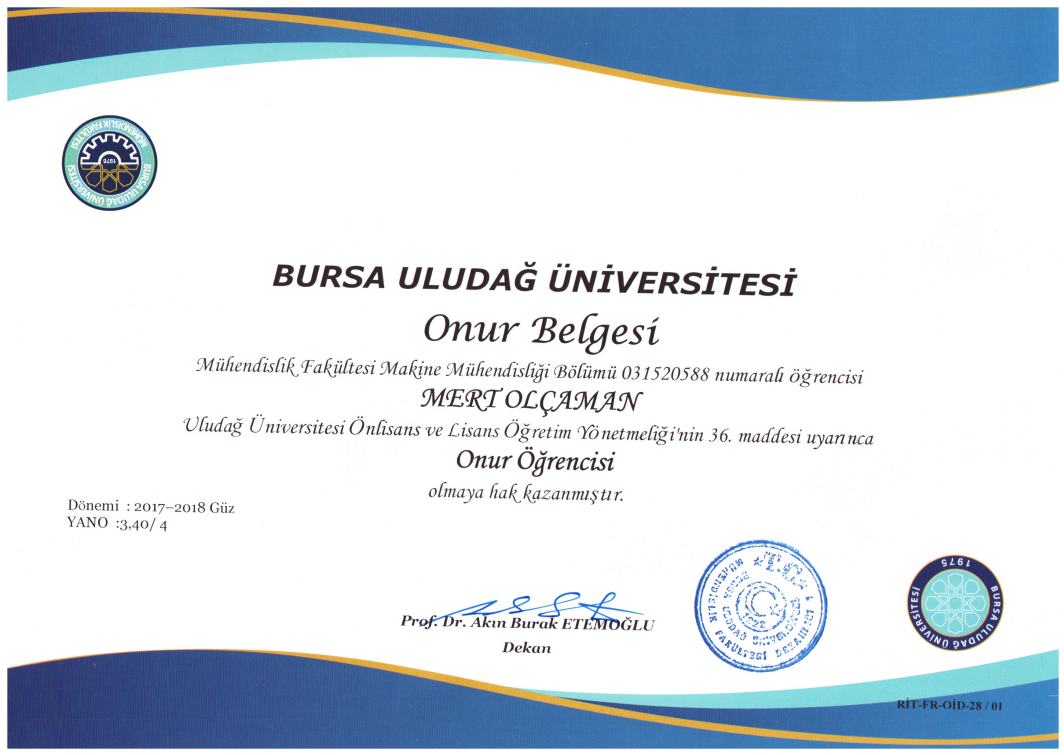 MÜHENDİSLİK FAKÜLTESİ
BURSA ULUDAĞ ÜNİVERSİTESİ
1975
BURSA ULUDAĞ ÜNİVERSİTESİ
Onur Belgesi
Mühendislik Fakültesi Makine Mühendisliği Bölümü 031520588 numaralı öğrencisi
MERT OLÇAMAN
Uludağ Üniversitesi Önlisans ve Lisans Öğretim Yönetmeliği'nin 36. maddesi uyarınca
Onur Öğrencisi
olmaya hak kazanmıştır.
Dönemi : 2017–2018 Güz
YANO :3,40/ 4
Prof. Dr. Akın Burak ETEMOĞLU
Dekan
T.C.
BURSA ULUDAĞ ÜNİVERSİTESİ
MÜHENDİSLİK FAKÜLTESİ DEKANLIĞI
1975
BURSA ULUDAĞ ÜNİVERSİTESİ
RİT-FR-OİD-28 / 01